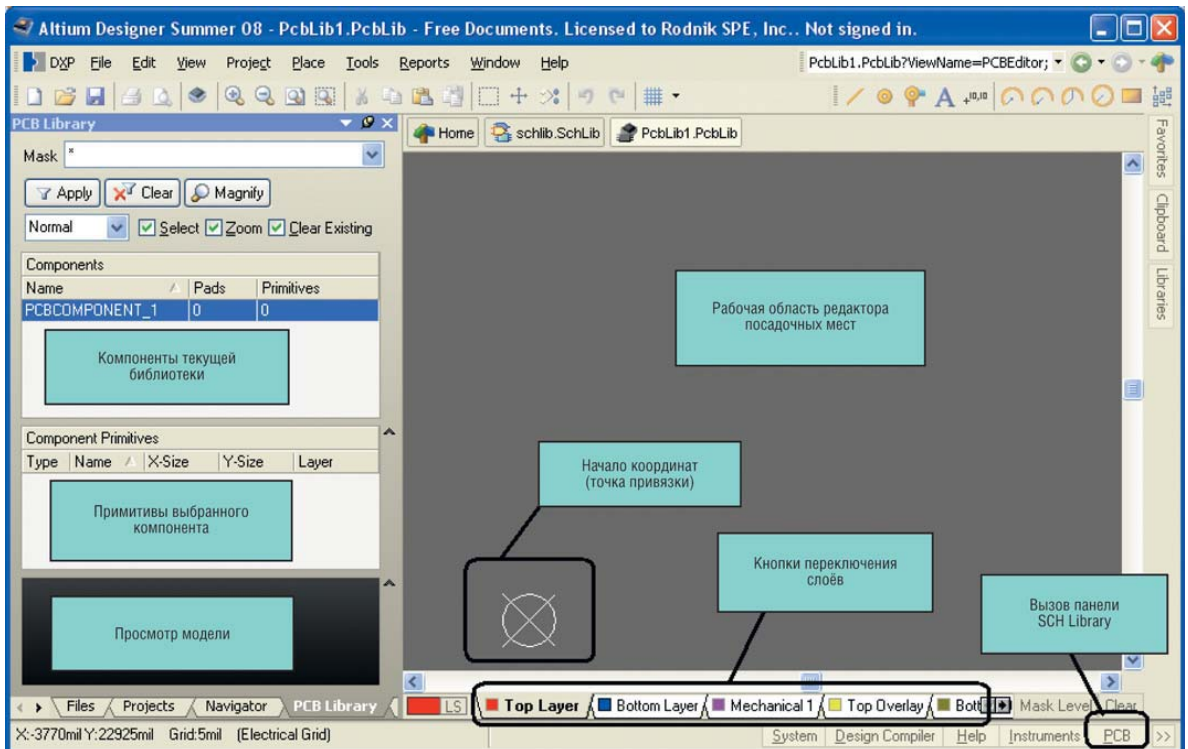 Altium Designer Summer 08 - PcbLib1.PcbLib - Free Documents. Licensed to Rodnik SPE, Inc.. Not signed in.
DXP File Edit View Project Place Tools Reports Window Help
PcbLib1.PcbLib?ViewName=PCBEditor;
A +10,10
PCB Library
Home schlib.SchLib PcbLib1.PcbLib
Favorites
Clipboard
Libraries
Mask *
Apply Clear Magnify
Normal Select Zoom Clear Existing
Components
Name Pads Primitives
PCBCOMPONENT_1 0 0
Компоненты текущей
библиотеки
Component Primitives
Type Name X-Size Y-Size Layer
Примитивы выбранного
компонента
Просмотр модели
Рабочая область редактора
посадочных мест
Начало координат
(точка привязки)
Кнопки переключения
слоёв
Вызов панели
SCH Library
Files Projects Navigator PCB Library
LS Top Layer Bottom Layer Mechanical 1 Top Overlay Bott Mask Level Clear
X:-3770mil Y:22925mil Grid:5mil (Electrical Grid)
System Design Compiler Help Instruments PCB >>